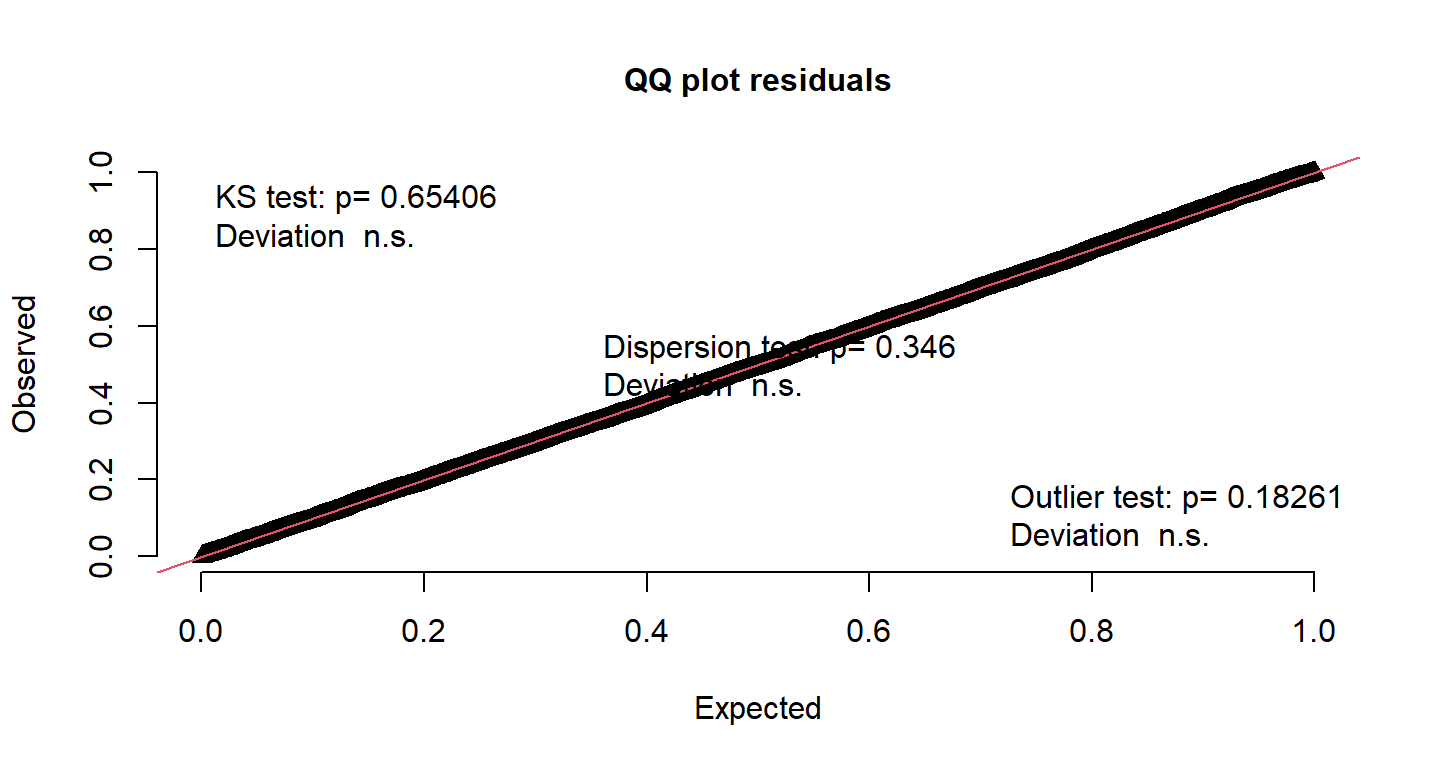 QQ plot residuals
KS test: p= 0.65406
Deviation  n.s.
Dispersion test: p= 0.346
Deviation  n.s.
Outlier test: p= 0.18261
Deviation  n.s.
Observed
0.0 0.2 0.4 0.6 0.8 1.0
0.0 0.2 0.4 0.6 0.8 1.0
Expected